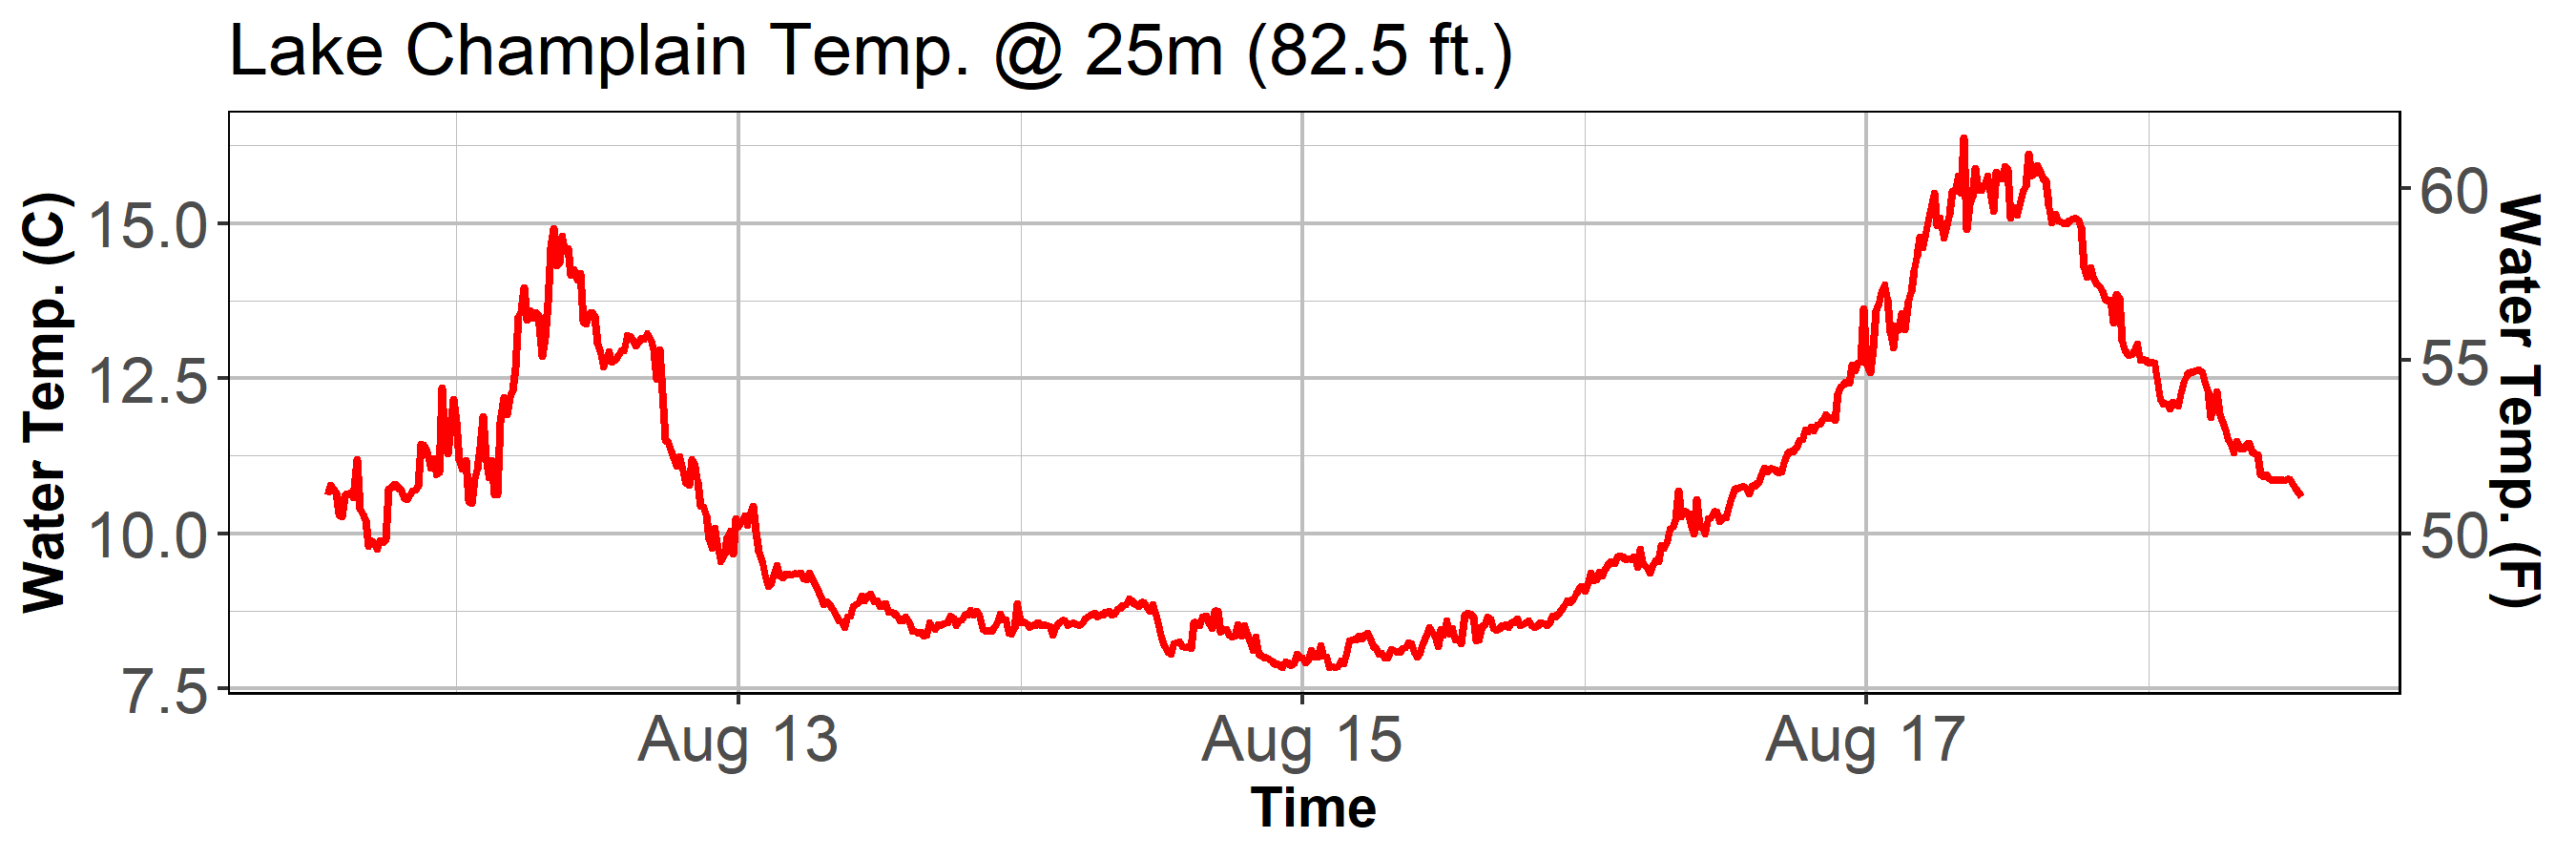 Lake Champlain Temp. @ 25m (82.5 ft.)
Water Temp. (C)
15.0
12.5
10.0
7.5
60
55
50
Water Temp. (F)
Aug 13
Aug 15
Aug 17
Time